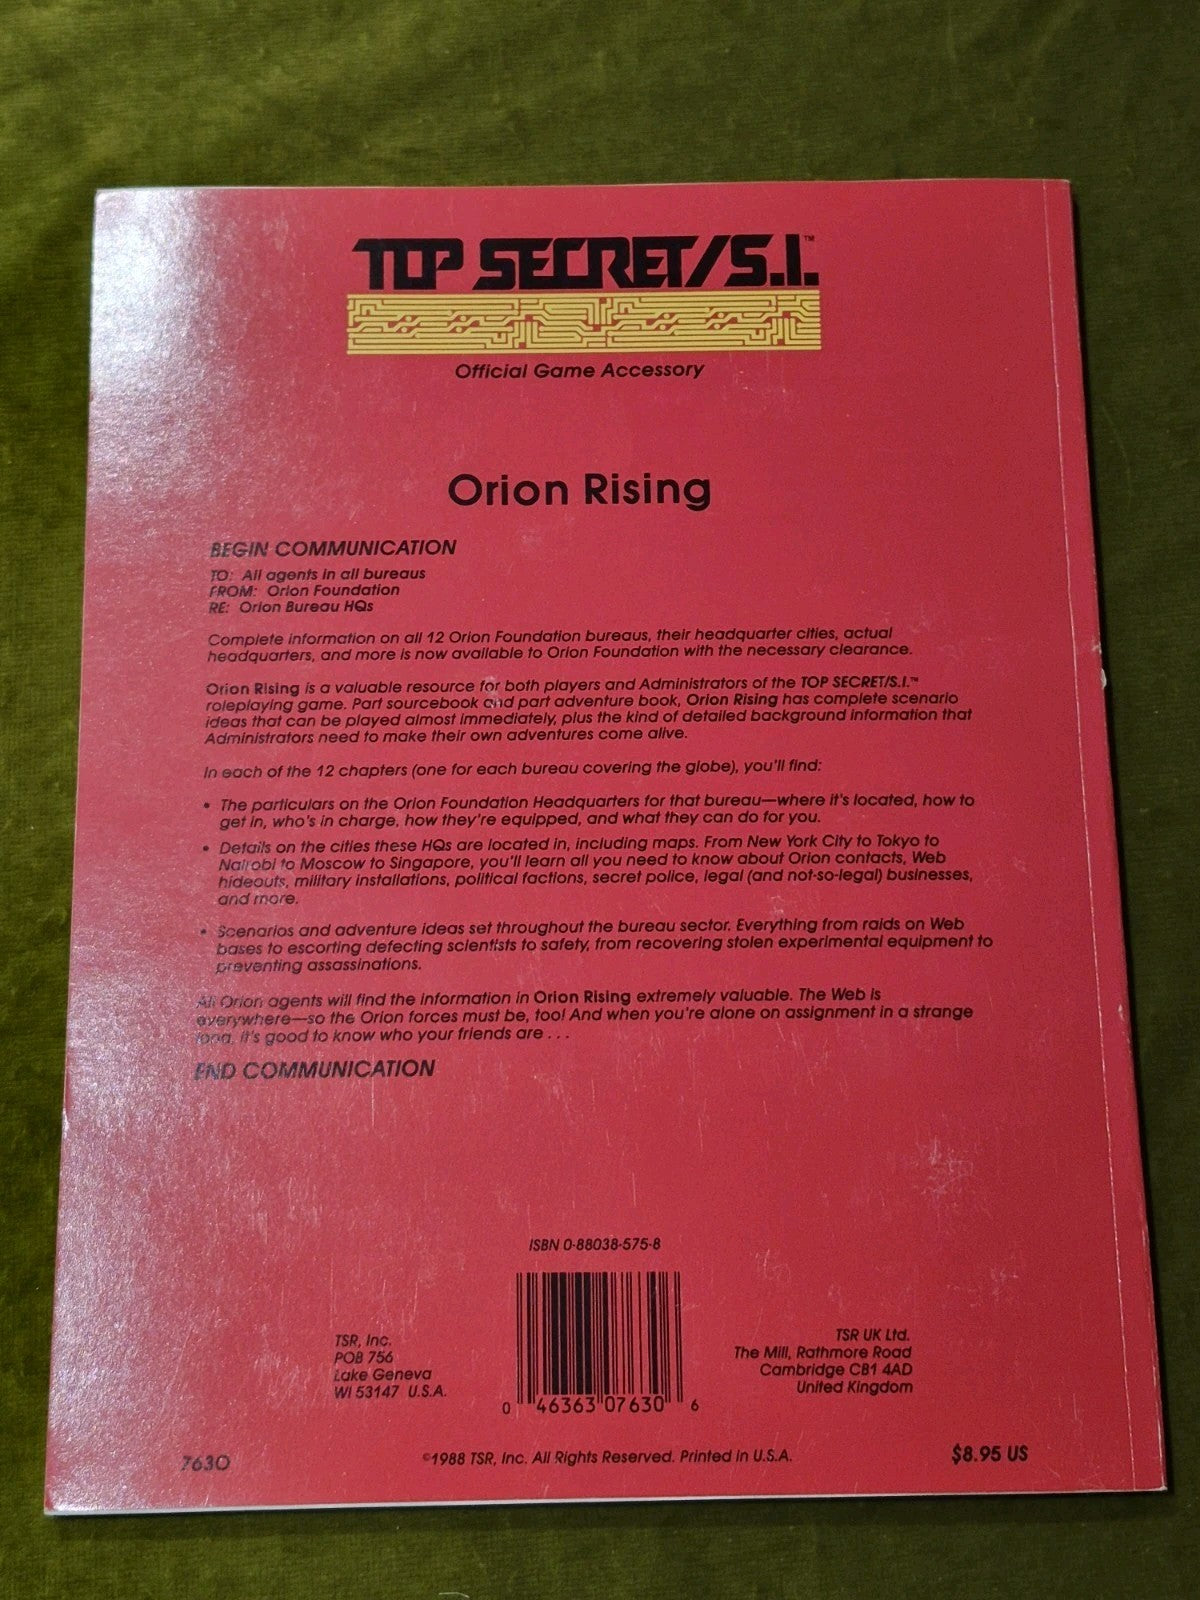 TOP SECRET/S.I.™
Official Game Accessory
Orion Rising
BEGIN COMMUNICATION
TO: All agents in all bureaus
FROM: Orion Foundation
RE: Orion Bureau HQs
Complete information on all 12 Orion Foundation bureaus, their headquarter cities, actual
headquarters, and more is now available to Orion Foundation with the necessary clearance.
Orion Rising is a valuable resource for both players and Administrators of the TOP SECRET/S.I.™
roleplaying game. Part sourcebook and part adventure book, Orion Rising has complete scenario
ideas that can be played almost immediately, plus the kind of detailed background information that
Administrators need to make their own adventures come alive.
In each of the 12 chapters (one for each bureau covering the globe), you'll find:
• The particulars on the Orion Foundation Headquarters for that bureau—where it's located, how to
get in, who's in charge, how they're equipped, and what they can do for you.
• Details on the cities these HQs are located in, including maps. From New York City to Tokyo to
Nairobi to Moscow to Singapore, you'll learn all you need to know about Orion contacts, Web
hideouts, military installations, political factions, secret police, legal (and not-so-legal) businesses,
and more.
• Scenarios and adventure ideas set throughout the bureau sector. Everything from raids on Web
bases to escorting defecting scientists to safety, from recovering stolen experimental equipment to
preventing assassinations.
All Orion agents will find the information in Orion Rising extremely valuable. The Web is
everywhere—so the Orion forces must be, too! And when you're alone on assignment in a strange
land, it's good to know who your friends are . . .
END COMMUNICATION
ISBN 0-88038-575-8
TSR, Inc.
POB 756
Lake Geneva
WI 53147 U.S.A.
0 46363 07630 6
TSR UK Ltd.
The Mill, Rathmore Road
Cambridge CB1 4AD
United Kingdom
7630
©1988 TSR, Inc. All Rights Reserved. Printed in U.S.A.
$8.95 US